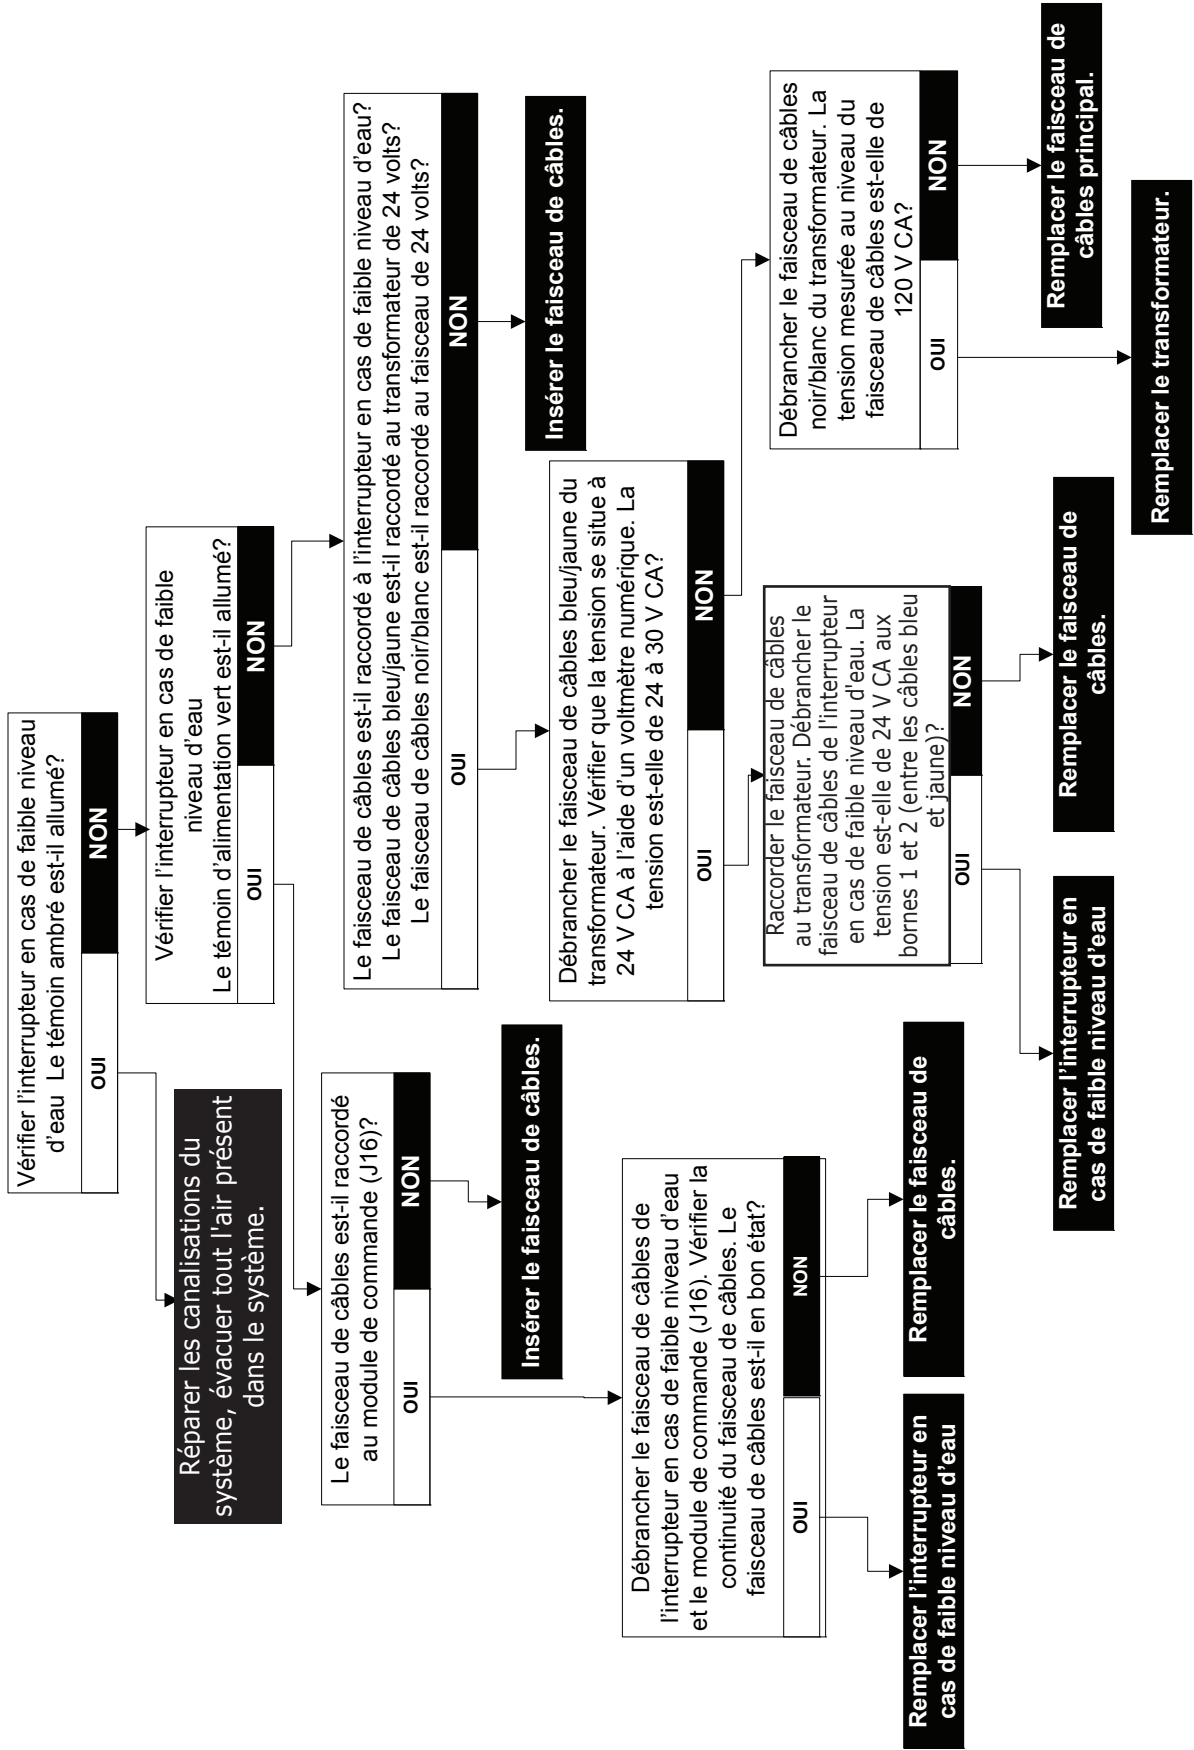 Vérifier l'interrupteur en cas de faible niveau
d'eau  Le témoin ambré est-il allumé?
OUI
NON
Réparer les canalisations du
système, évacuer tout l'air présent
dans le système.
Vérifier l'interrupteur en cas de faible
niveau d'eau
Le témoin d'alimentation vert est-il allumé?
OUI
NON
Le faisceau de câbles est-il raccordé
au module de commande (J16)?
OUI
NON
Insérer le faisceau de câbles.
Le faisceau de câbles est-il raccordé à l'interrupteur en cas de faible niveau d'eau?
Le faisceau de câbles bleu/jaune est-il raccordé au transformateur de 24 volts?
Le faisceau de câbles noir/blanc est-il raccordé au faisceau de 24 volts?
OUI
NON
Insérer le faisceau de câbles.
Débrancher le faisceau de câbles bleu/jaune du
transformateur. Vérifier que la tension se situe à
24 V CA à l'aide d'un voltmètre numérique. La
tension est-elle de 24 à 30 V CA?
OUI
NON
Débrancher le faisceau de câbles de
l'interrupteur en cas de faible niveau d'eau
et le module de commande (J16). Vérifier la
continuité du faisceau de câbles. Le
faisceau de câbles est-il en bon état?
OUI
NON
Raccorder le faisceau de câbles
au transformateur. Débrancher le
faisceau de câbles de l'interrupteur
en cas de faible niveau d'eau. La
tension est-elle de 24 V CA aux
bornes 1 et 2 (entre les câbles bleu
et jaune)?
OUI
NON
Débrancher le faisceau de câbles
noir/blanc du transformateur. La
tension mesurée au niveau du
faisceau de câbles est-elle de
120 V CA?
OUI
NON
Remplacer l'interrupteur en
cas de faible niveau d'eau
Remplacer le faisceau de
câbles.
Remplacer l'interrupteur en
cas de faible niveau d'eau
Remplacer le faisceau de
câbles.
Remplacer le faisceau de
câbles principal.
Remplacer le transformateur.